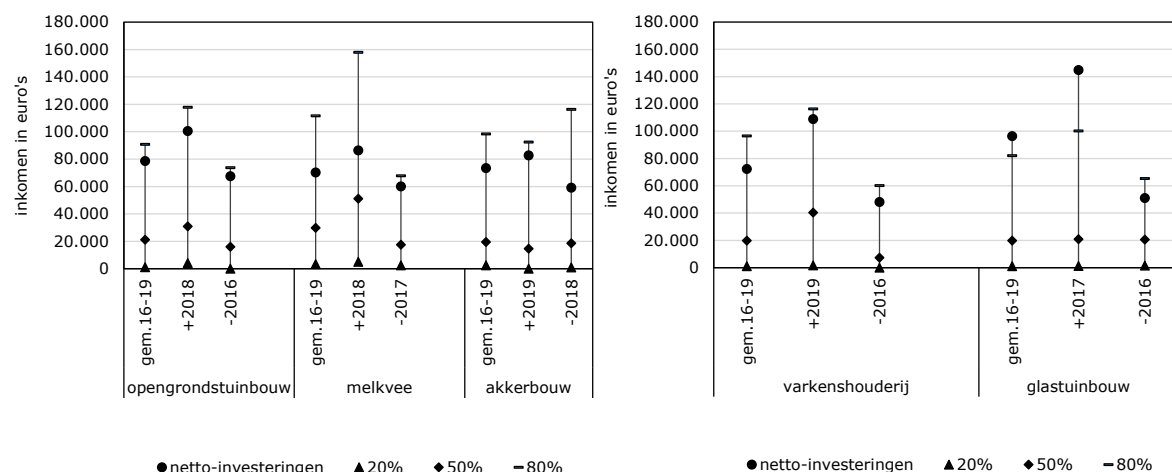 180.000
160.000
140.000
120.000
100.000
80.000
60.000
40.000
20.000
0
inkomen in euro's
gem.16-19
+2018
-2016
gem.16-19
+2018
-2017
gem.16-19
+2019
-2018
opengrondstuinbouw
melkvee
akkerbouw
netto-investeringen 20% 50% 80%
180.000
160.000
140.000
120.000
100.000
80.000
60.000
40.000
20.000
0
inkomen in euro's
gem.16-19
+2019
-2016
gem.16-19
+2017
-2016
varkenshouderij
glastuinbouw
netto-investeringen 20% 50% 80%